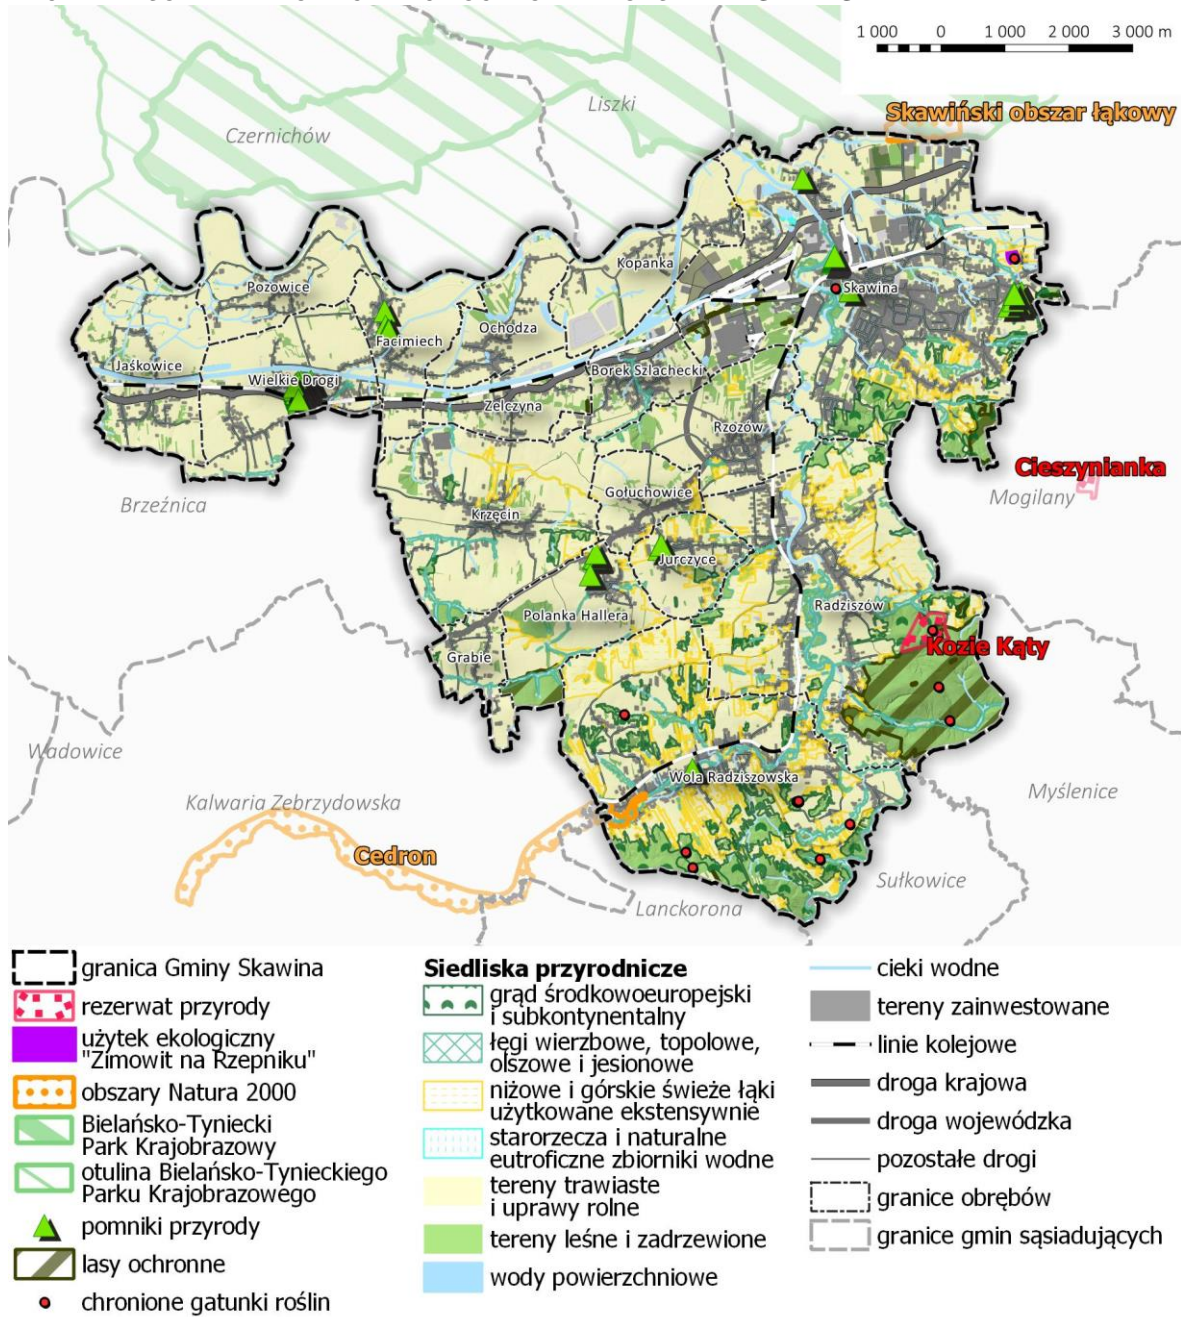 1 000 0 1 000 2 000 3 000 m
Liszki
Skawiński obszar łąkowy
Czernichów
Kopanka
Pozowice
Skawina
Ochodza
Facimiech
Jaśkowice
Borek Szlachecki
Wielkie Drogi
Zelczyna
Rzozów
Cieszynianka
Mogilany
Brzeźnica
Gołuchowice
Krzęcin
Jurczyce
Radziszów
Polanka Hallera
Kozie Kąty
Grabie
Wadowice
Wola Radziszowska
Myślenice
Kalwaria Zebrzydowska
Cedron
Sułkowice
Lanckorona
granica Gminy Skawina
rezerwat przyrody
użytek ekologiczny
"Zimowit na Rzepniku"
obszary Natura 2000
Bielańsko-Tyniecki
Park Krajobrazowy
otulina Bielańsko-Tynieckiego
Parku Krajobrazowego
pomniki przyrody
lasy ochronne
chronione gatunki roślin
Siedliska przyrodnicze
grąd środkowoeuropejski
i subkontynentalny
łęgi wierzbowe, topolowe,
olszowe i jesionowe
niżowe i górskie świeże łąki
użytkowane ekstensywnie
starorzecza i naturalne
eutroficzne zbiorniki wodne
tereny trawiaste
i uprawy rolne
tereny leśne i zadrzewione
wody powierzchniowe
cieki wodne
tereny zainwestowane
linie kolejowe
droga krajowa
droga wojewódzka
pozostałe drogi
granice obrębów
granice gmin sąsiadujących